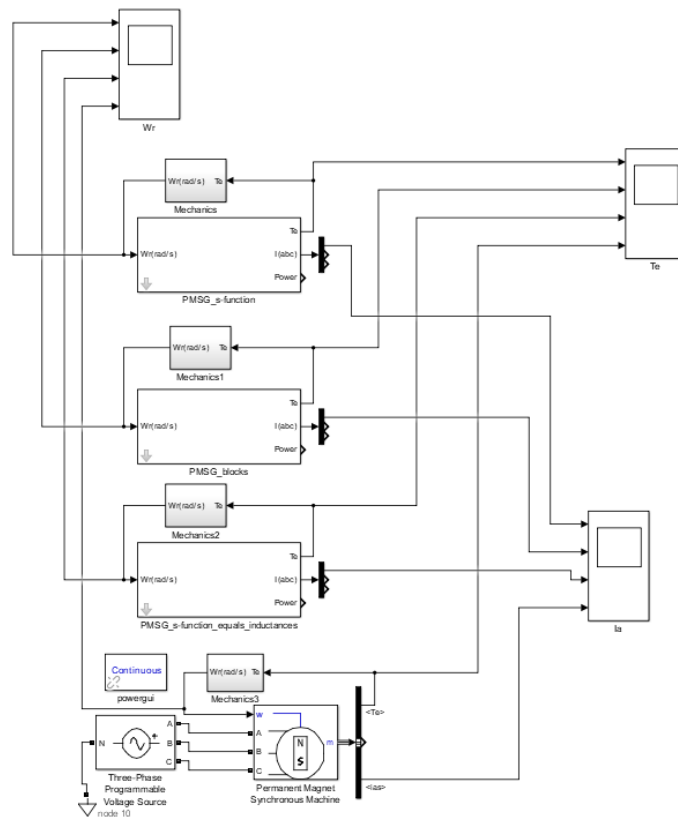 Wr
Wr(rad/s) Te
Mechanics
Te
Wr(rad/s) I(abc)
Power
PMSG_s-function
Te
Wr(rad/s) Te
Mechanics1
Te
Wr(rad/s) I(abc)
Power
PMSG_blocks
Wr(rad/s) Te
Mechanics2
Te
Wr(rad/s) I(abc)
Power
PMSG_s-function_equals_inductances
Ia
Continuous
powergui
Wr(rad/s) Te
Mechanics3
<Te>
w
A
B
C
N
S
m
<ias>
Permanent Magnet
Synchronous Machine
N
A
B
C
Three-Phase
Programmable
Voltage Source
node 10